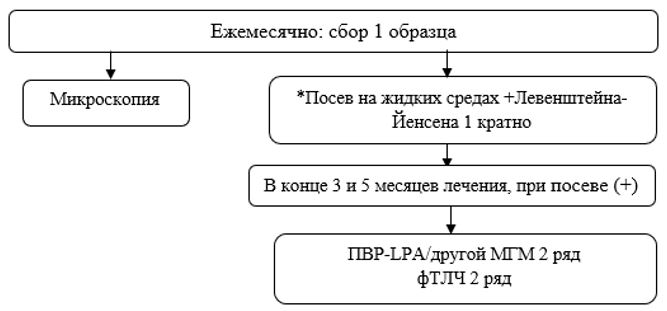 Ежемесячно: сбор 1 образца
Микроскопия
*Посев на жидких средах +Левенштейна-
Йенсена 1 кратно
В конце 3 и 5 месяцев лечения, при посеве (+)
ПВР-LPA/другой МГМ 2 ряд
фТЛЧ 2 ряд